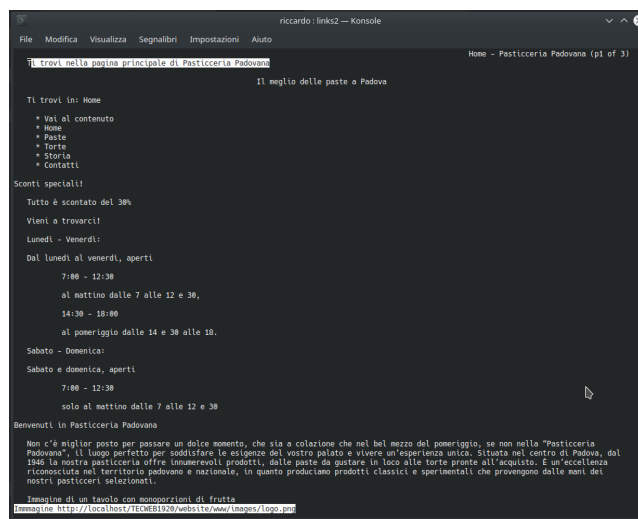 riccardo : links2 — Konsole
File Modifica Visualizza Segnalibri Impostazioni Aiuto
Home - Pasticceria Padovana (p1 of 3)
Ti trovi nella pagina principale di Pasticceria Padovana
Il meglio delle paste a Padova
Ti trovi in: Home
* Vai al contenuto
* Home
* Paste
* Torte
* Storia
* Contatti
Sconti speciali!
Tutto è scontato del 30%
Vieni a trovarci!
Lunedì - Venerdì:
Dal lunedì al venerdì, aperti
7:00 - 12:30
al mattino dalle 7 alle 12 e 30,
14:30 - 18:00
al pomeriggio dalle 14 e 30 alle 18.
Sabato - Domenica:
Sabato e domenica, aperti
7:00 - 12:30
solo al mattino dalle 7 alle 12 e 30
Benvenuti in Pasticceria Padovana
Non c'è miglior posto per passare un dolce momento, che sia a colazione che nel bel mezzo del pomeriggio, se non nella "Pasticceria
Padovana", il luogo perfetto per soddisfare le esigenze del vostro palato e vivere un'esperienza unica. Situata nel centro di Padova, dal
1946 la nostra pasticceria offre innumerevoli prodotti, dalle paste da gustare in loco alle torte pronte all'acquisto. È un'eccellenza
riconosciuta nel territorio padovano e nazionale, in quanto produciamo prodotti classici e sperimentali che provengono dalle mani dei
nostri pasticceri selezionati.
Immagine di un tavolo con monoporzioni di frutta
Immmagine http://localhost/TECWEB1920/website/www/images/logo.png